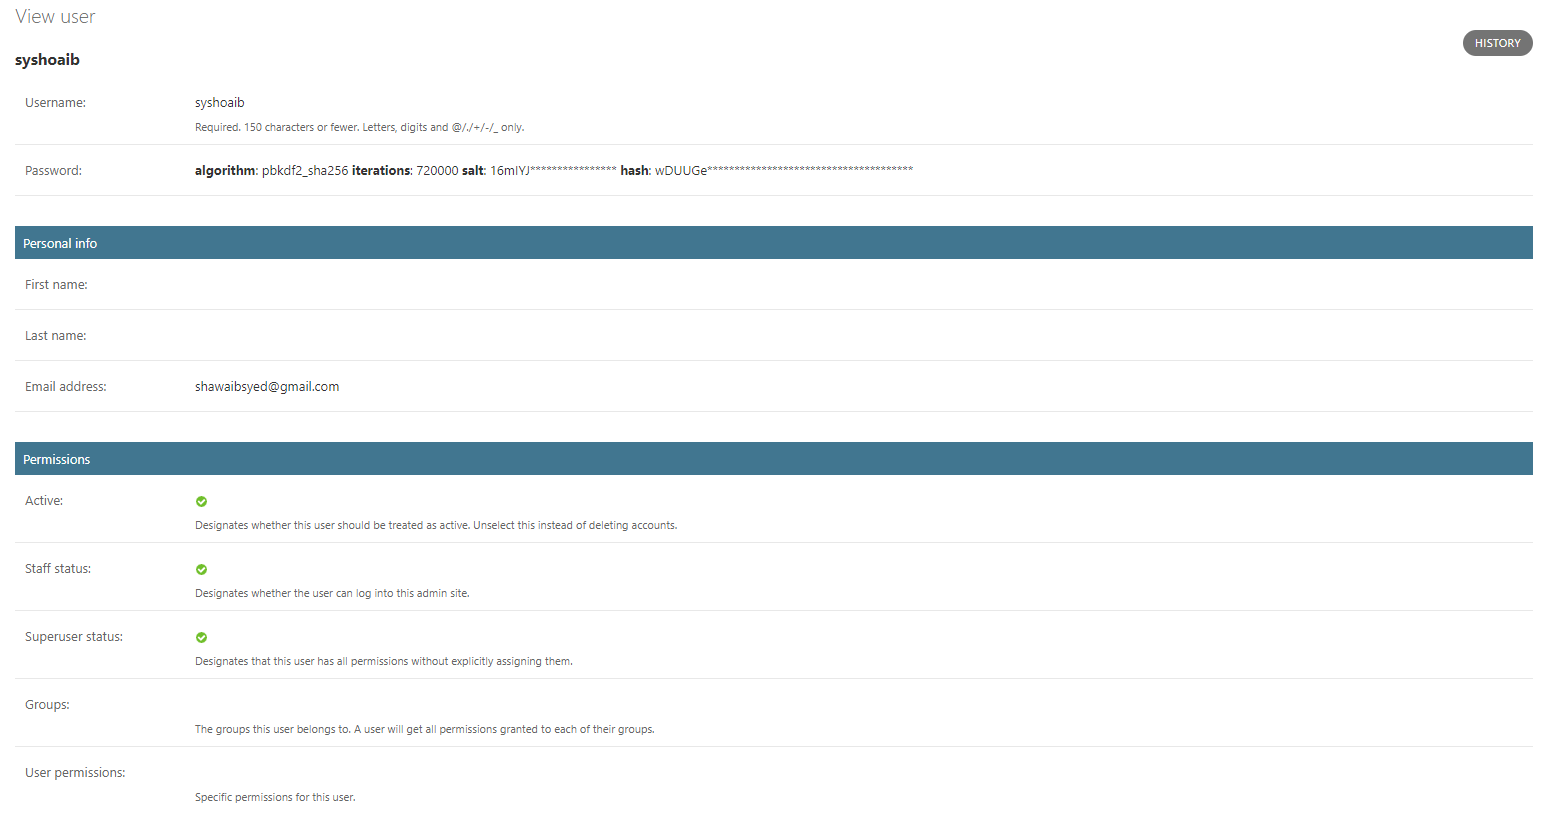 View user
HISTORY
syshoaib
Username: syshoaib
Required. 150 characters or fewer. Letters, digits and @/./+/-/_ only.
Password: algorithm: pbkdf2_sha256 iterations: 720000 salt: 16mIYJ**************** hash: wDUUGe**************************************
Personal info
First name:
Last name:
Email address: shawaibsyed@gmail.com
Permissions
Active:
Designates whether this user should be treated as active. Unselect this instead of deleting accounts.
Staff status:
Designates whether the user can log into this admin site.
Superuser status:
Designates that this user has all permissions without explicitly assigning them.
Groups:
The groups this user belongs to. A user will get all permissions granted to each of their groups.
User permissions:
Specific permissions for this user.